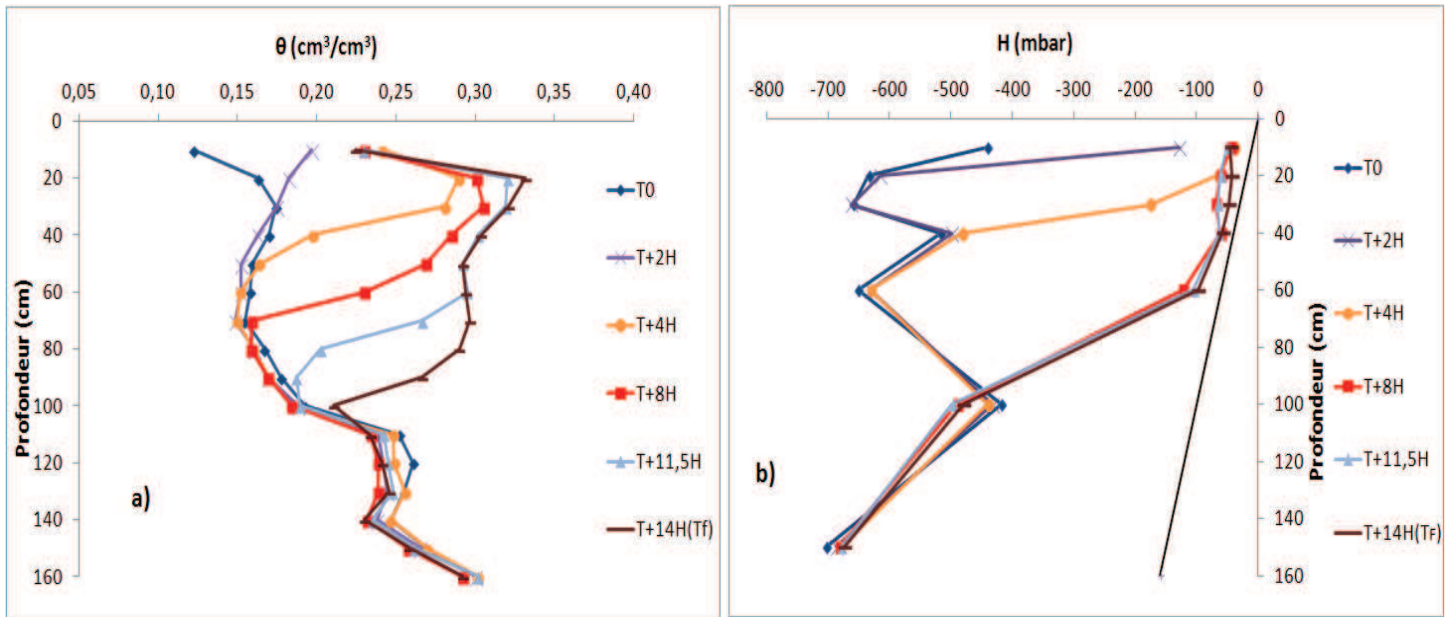 θ (cm³/cm³)
0,05 0,10 0,15 0,20 0,25 0,30 0,35 0,40
0
20
40
60
80
100
120
140
160
Profondeur (cm)
a)
T0
T+2H
T+4H
T+8H
T+11,5H
T+14H(Tf)
H (mbar)
-800 -700 -600 -500 -400 -300 -200 -100 0
0
20
40
60
80
100
120
140
160
Profondeur (cm)
b)
T0
T+2H
T+4H
T+8H
T+11,5H
T+14H(TF)